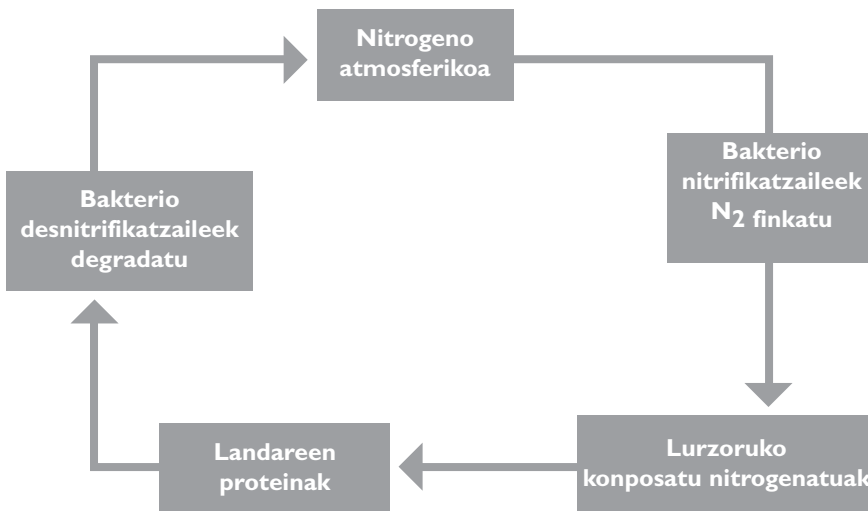 Nitrogeno
atmosferikoa
Bakterio
nitrifikatzaileek
N2 finkatu
Bakterio
desnitrifikatzaileek
degradatu
Landareen
proteinak
Lurzoruko
konposatu nitrogenatuak